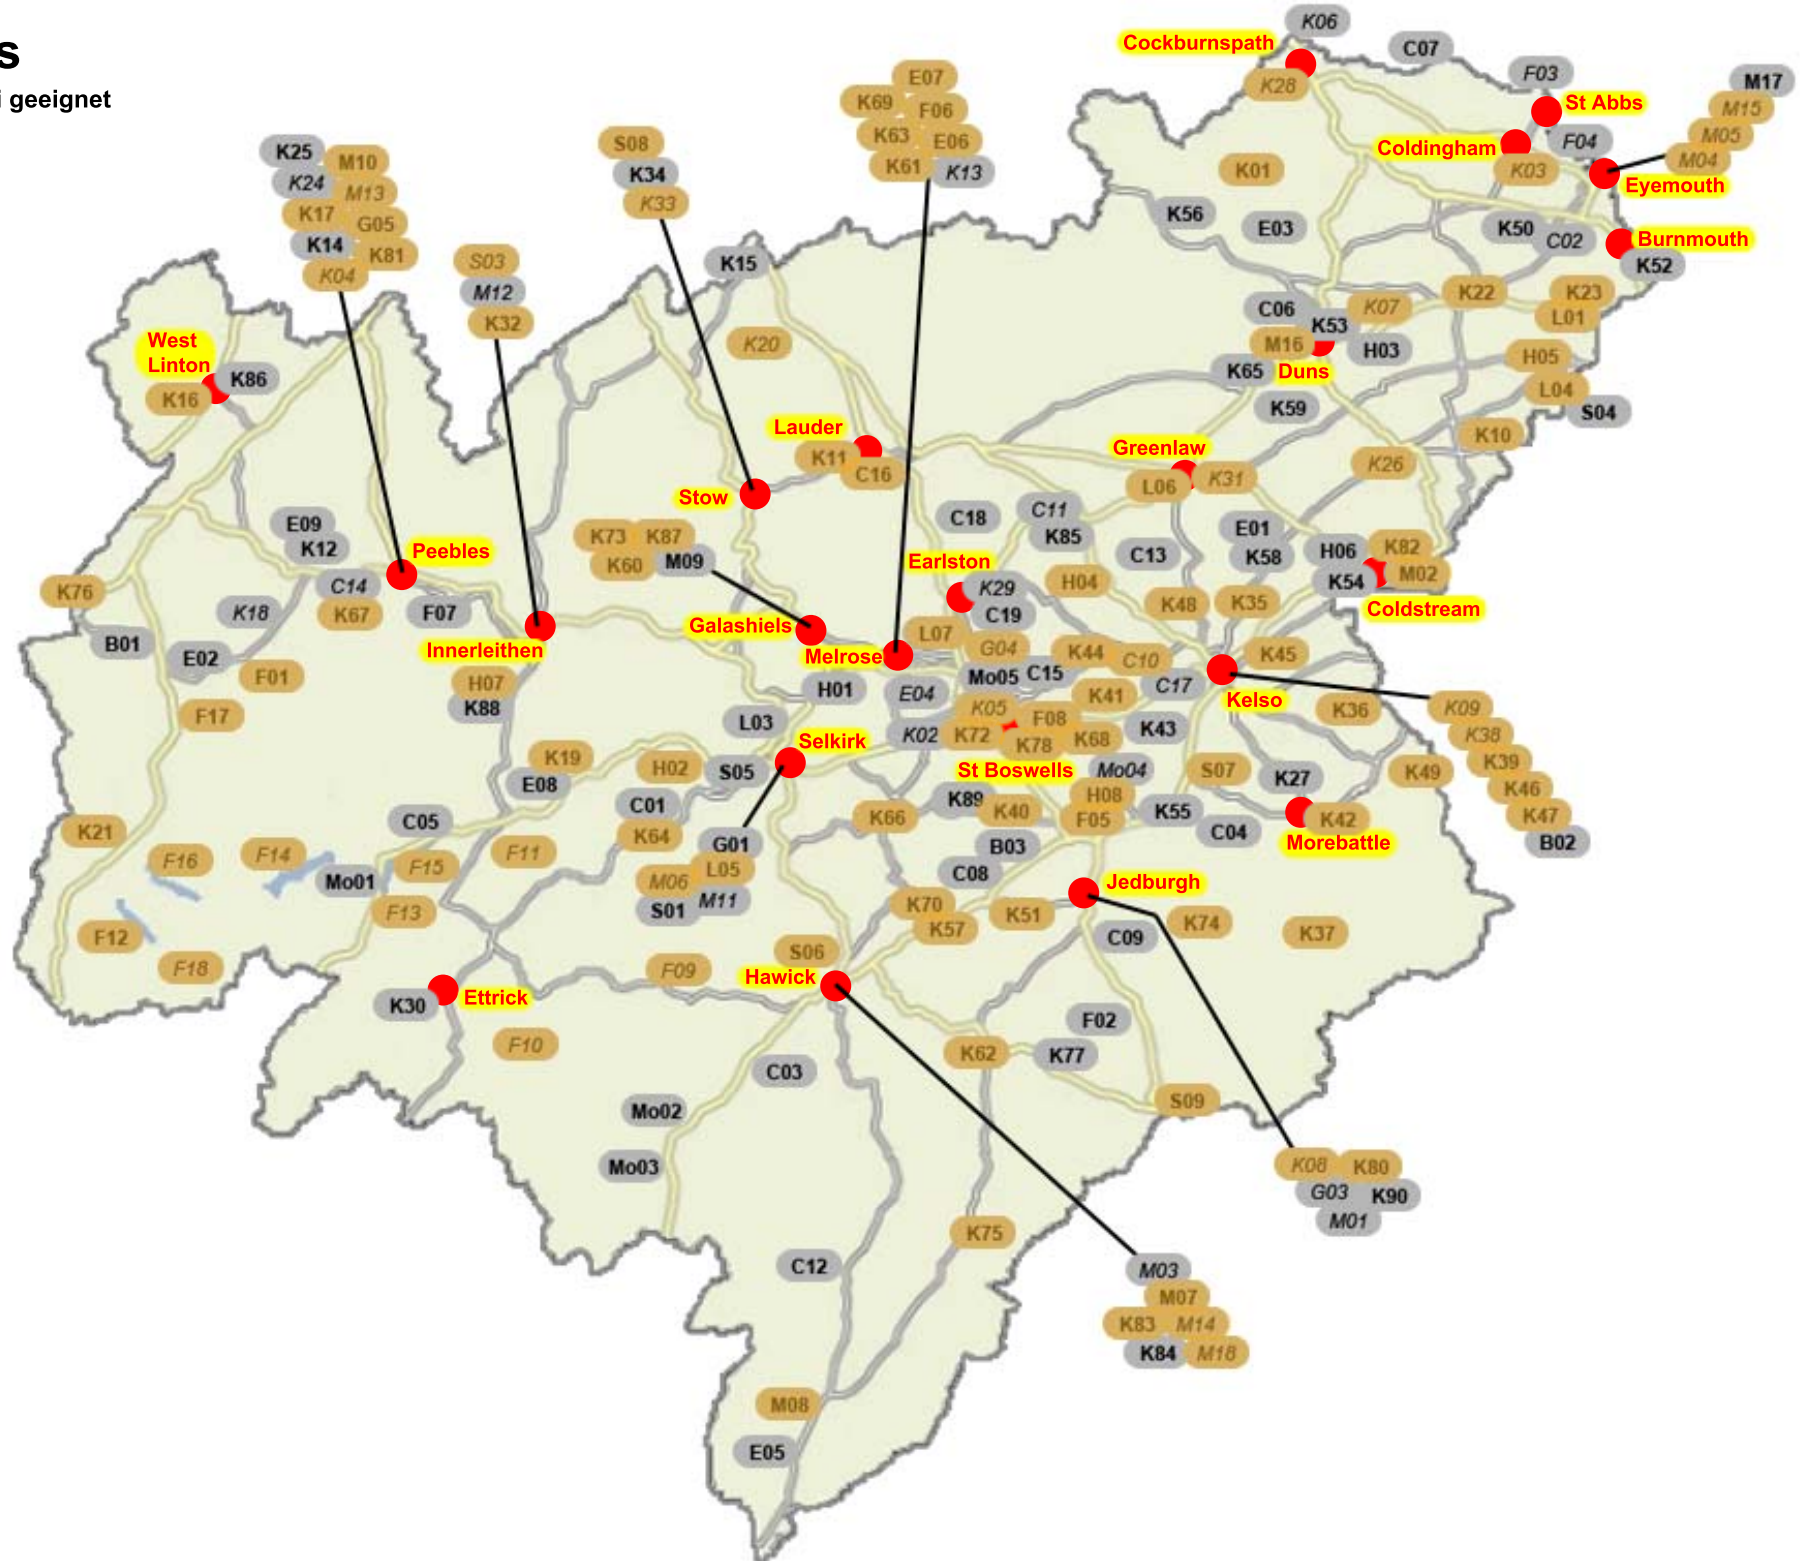 s
i geeignet
K06
Cockburnspath
C07
K28
F03
M17
St Abbs
M15
E07
K69
F06
K63
E06
K61
K13
M05
F04
Coldingham
M04
K03
Eyemouth
K01
S08
K34
K33
K25
M10
K24
M13
K17
G05
K14
K81
K04
K56
E03
K50
C02
Burnmouth
K52
S03
M12
K32
K15
K22
K23
L01
C06
K07
K53
M16
H03
K20
West
Linton
K86
K16
K65
Duns
H05
L04
S04
K59
K10
Lauder
K11
C16
Greenlaw
L06
K31
K26
Stow
C18
C11
K85
E01
K58
C13
E09
K12
Peebles
K73
K87
K60
M09
Earlston
K29
C19
H04
H06
K82
K54
M02
Coldstream
K76
C14
K67
K18
F07
K48
K35
B01
E02
F01
Innerleithen
Galashiels
Melrose
L07
G04
K44
C10
K45
Mo05
C15
C17
Kelso
H07
K88
H01
E04
K41
K36
K09
F17
L03
K05
F08
K02
K72
K78
K68
K43
K38
Selkirk
St Boswells
Mo04
K39
K19
H02
S05
E08
S07
K27
K49
K46
C01
K89
K40
H08
K55
K47
K66
F05
C04
K42
Morebattle
B02
C05
K64
K21
G01
B03
F16
F14
F15
F11
L05
C08
Mo01
M06
M11
S01
Jedburgh
F13
K70
K51
K74
K57
C09
K37
F12
S06
F18
F09
Hawick
K30
Ettrick
F02
F10
K62
K77
C03
S09
Mo02
Mo03
K08
K80
G03
K90
M01
K75
C12
M03
M07
K83
M14
K84
M18
M08
E05